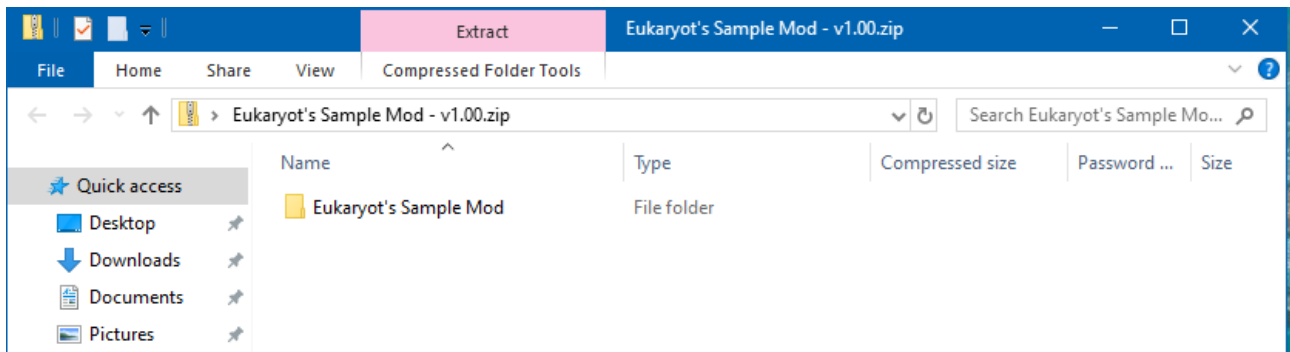 Extract Eukaryot's Sample Mod - v1.00.zip
File Home Share View Compressed Folder Tools
Eukaryot's Sample Mod - v1.00.zip Search Eukaryot's Sample Mo...
Name Type Compressed size Password ... Size
Quick access
Eukaryot's Sample Mod File folder
Desktop
Downloads
Documents
Pictures